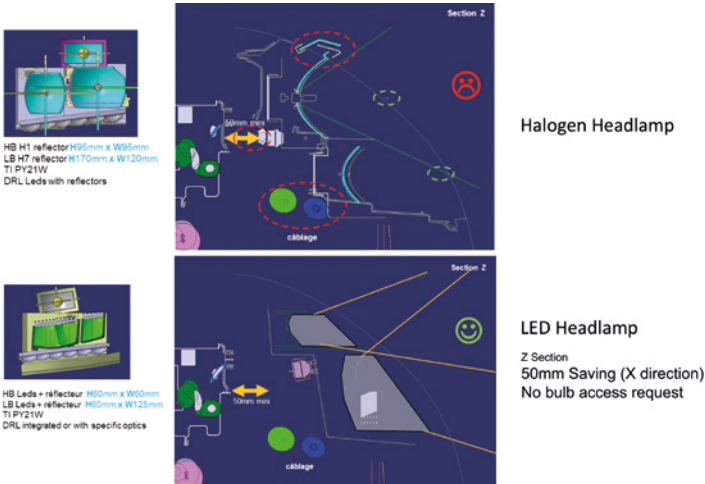 Section Z
50mm mini
câblage
HB H1 reflector H95mm x W95mm
LB H7 reflector H170mm x W120mm
TI PY21W
DRL Leds with reflectors
Halogen Headlamp
Section Z
50mm mini
câblage
HB Leds + réflecteur H60mm x W60mm
LB Leds + réflecteur H60mm x W125mm
TI PY21W
DRL integrated or with specific optics
LED Headlamp
Z Section
50mm Saving (X direction)
No bulb access request